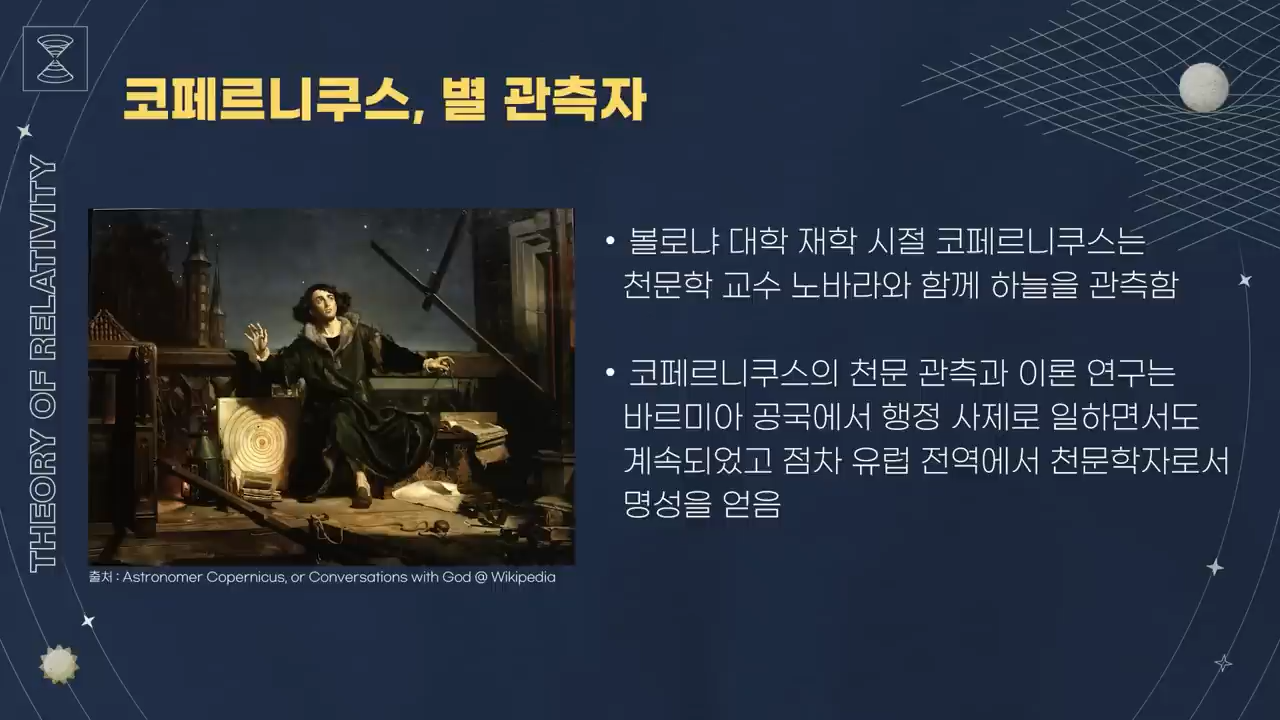 코페르니쿠스, 별 관측자
THEORY OF RELATIVITY
• 볼로냐 대학 재학 시절 코페르니쿠스는
천문학 교수 노바라와 함께 하늘을 관측함
• 코페르니쿠스의 천문 관측과 이론 연구는
바르미아 공국에서 행정 사제로 일하면서도
계속되었고 점차 유럽 전역에서 천문학자로서
명성을 얻음
출처 : Astronomer Copernicus, or Conversations with God @ Wikipedia